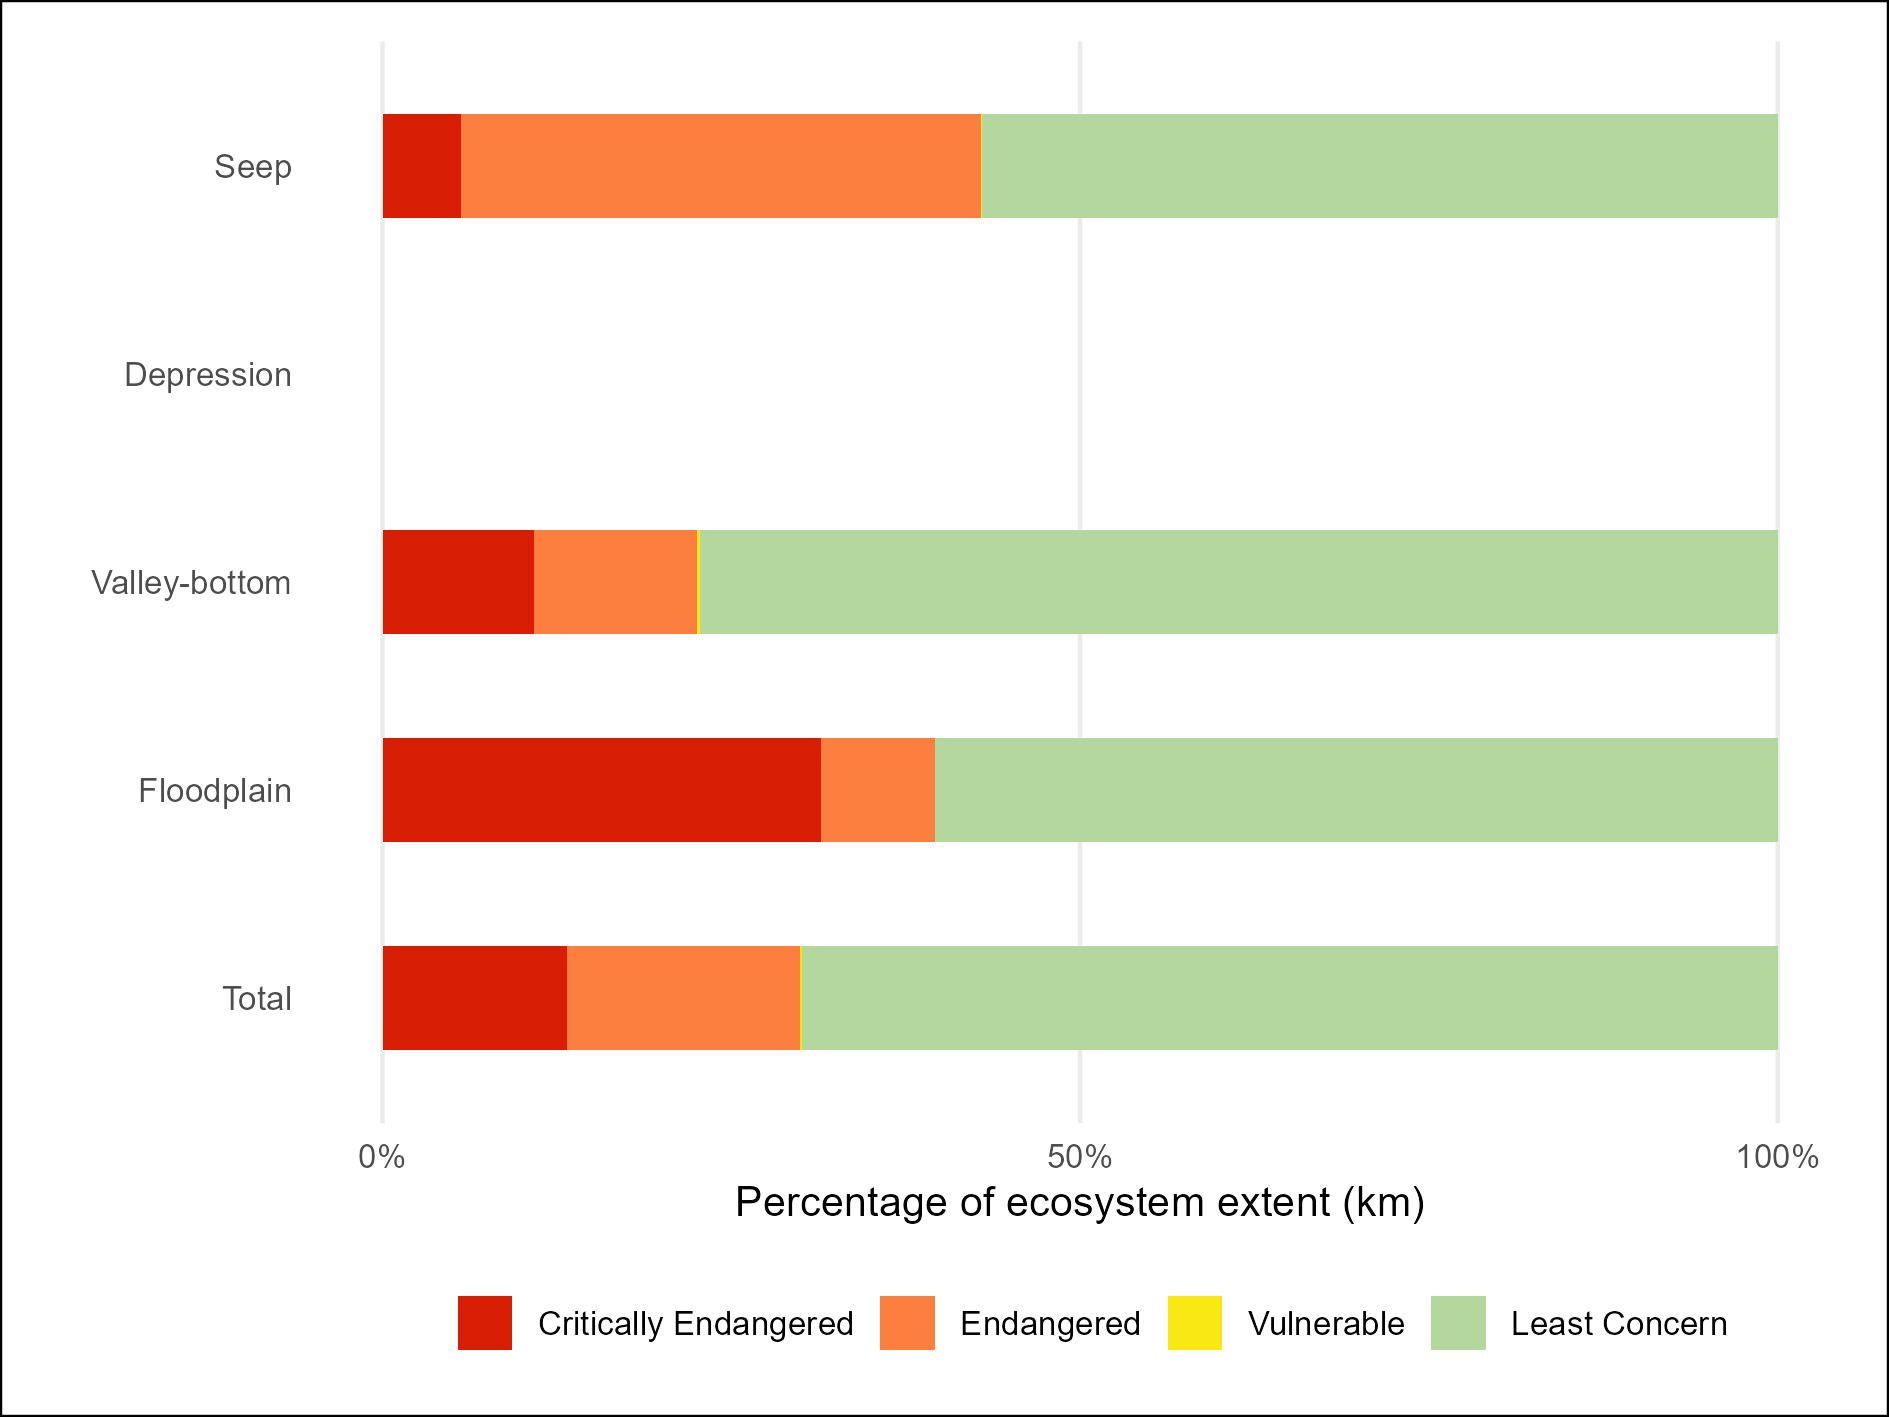 Seep
Depression
Valley-bottom
Floodplain
Total
0% 50% 100%
Percentage of ecosystem extent (km)
Critically Endangered Endangered Vulnerable Least Concern